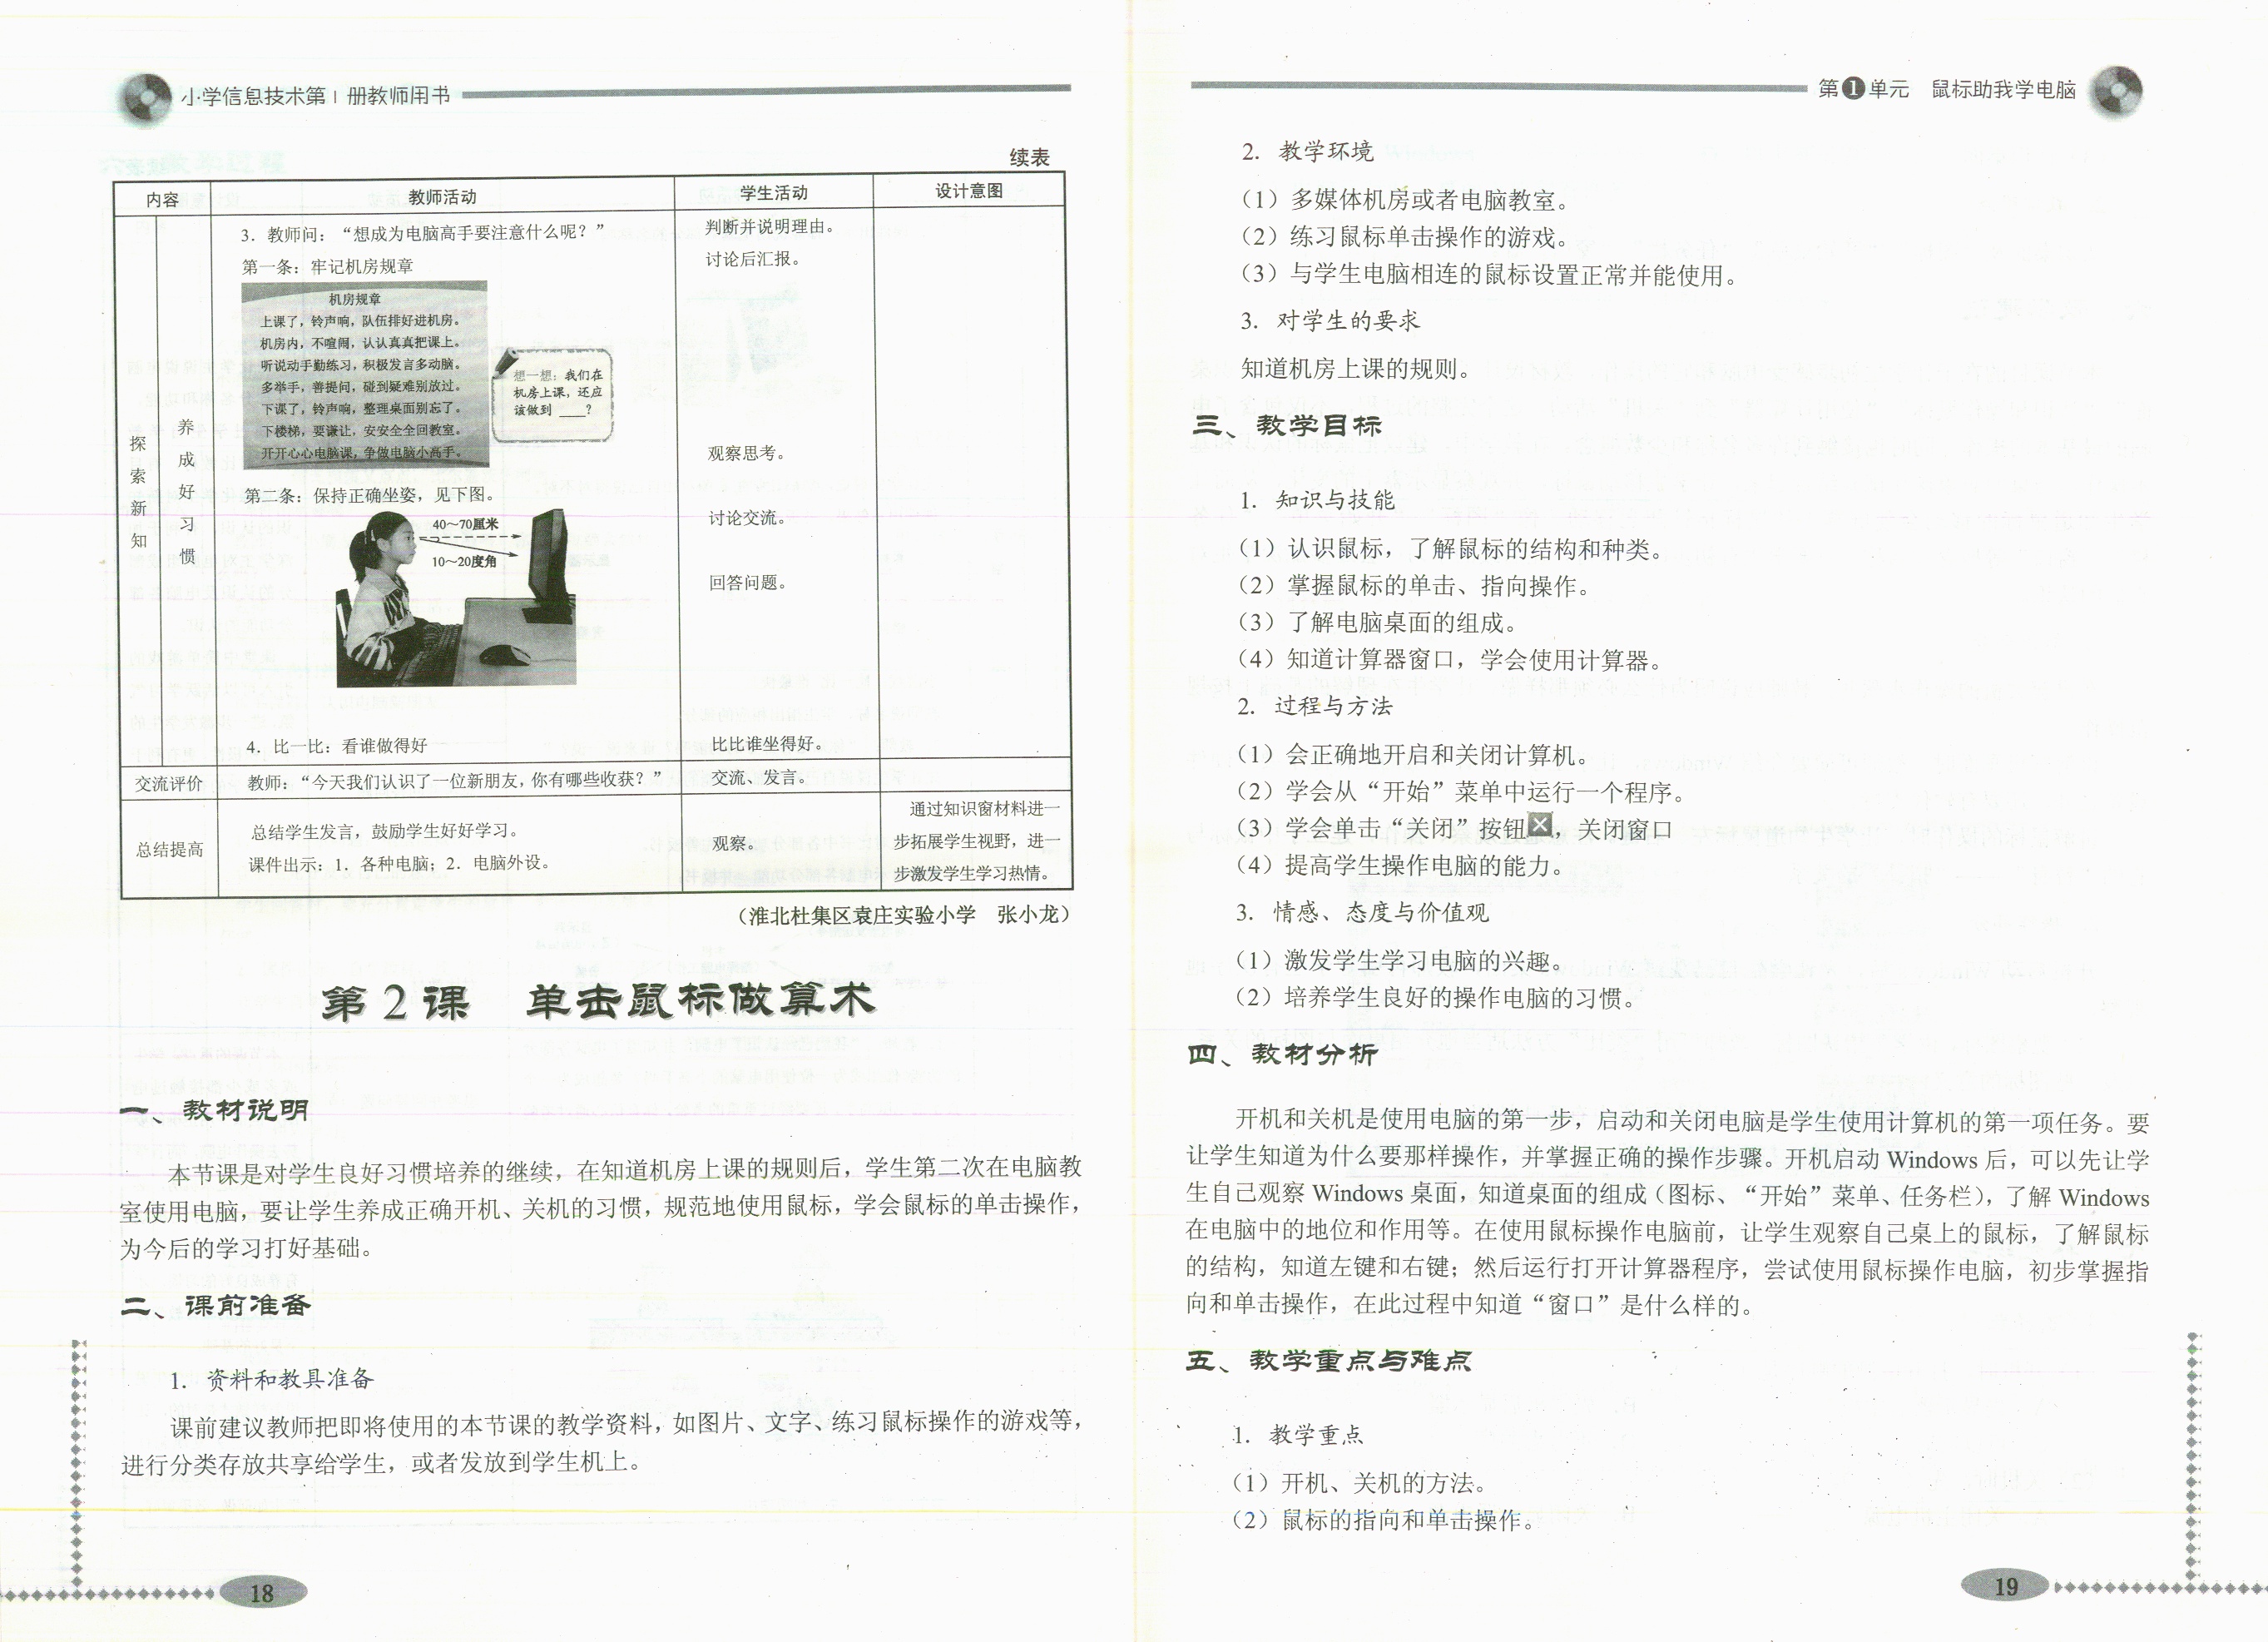 小学信息技术第1册教师用书
续表
内容 教师活动 学生活动 设计意图
探索新知
养成好习惯
3. 教师问：“想成为电脑高手要注意什么呢？”
第一条：牢记机房规章
机房规章
上课了，铃声响，队伍排好进机房。
机房内，不喧闹，认认真真把课上。
听说动手勤练习，积极发言多动脑。
多举手，善提问，碰到疑难别放过。
下课了，铃声响，整理桌面别忘了。
下楼梯，要谦让，安安全全回教室。
开开心心电脑课，争做电脑小高手。
想一想：我们在
机房上课，还应
该做到 ___？
第二条：保持正确坐姿，见下图。
40～70厘米
10～20度角
4. 比一比：看谁做得好
判断并说明理由。
讨论后汇报。
观察思考。
讨论交流。
回答问题。
比比谁坐得好。
交流评价 教师：“今天我们认识了一位新朋友，你有哪些收获？” 交流、发言。
总结提高
总结学生发言，鼓励学生好好学习。
课件出示：1. 各种电脑；2. 电脑外设。
观察。
通过知识窗材料进一
步拓展学生视野，进一
步激发学生学习热情。
（淮北杜集区袁庄实验小学　张小龙）
第2课　单击鼠标做算术
一、教材说明
本节课是对学生良好习惯培养的继续，在知道机房上课的规则后，学生第二次在电脑教
室使用电脑，要让学生养成正确开机、关机的习惯，规范地使用鼠标，学会鼠标的单击操作，
为今后的学习打好基础。
二、课前准备
1. 资料和教具准备
课前建议教师把即将使用的本节课的教学资料，如图片、文字、练习鼠标操作的游戏等，
进行分类存放共享给学生，或者发放到学生机上。
18
第1单元　鼠标助我学电脑
2. 教学环境
（1）多媒体机房或者电脑教室。
（2）练习鼠标单击操作的游戏。
（3）与学生电脑相连的鼠标设置正常并能使用。
3. 对学生的要求
知道机房上课的规则。
三、教学目标
1. 知识与技能
（1）认识鼠标，了解鼠标的结构和种类。
（2）掌握鼠标的单击、指向操作。
（3）了解电脑桌面的组成。
（4）知道计算器窗口，学会使用计算器。
2. 过程与方法
（1）会正确地开启和关闭计算机。
（2）学会从“开始”菜单中运行一个程序。
（3）学会单击“关闭”按钮，关闭窗口
（4）提高学生操作电脑的能力。
3. 情感、态度与价值观
（1）激发学生学习电脑的兴趣。
（2）培养学生良好的操作电脑的习惯。
四、教材分析
开机和关机是使用电脑的第一步，启动和关闭电脑是学生使用计算机的第一项任务。要
让学生知道为什么要那样操作，并掌握正确的操作步骤。开机启动 Windows 后，可以先让学
生自己观察 Windows 桌面，知道桌面的组成（图标、“开始”菜单、任务栏），了解 Windows
在电脑中的地位和作用等。在使用鼠标操作电脑前，让学生观察自己桌上的鼠标，了解鼠标
的结构，知道左键和右键；然后运行打开计算器程序，尝试使用鼠标操作电脑，初步掌握指
向和单击操作，在此过程中知道“窗口”是什么样的。
五、教学重点与难点
1. 教学重点
（1）开机、关机的方法。
（2）鼠标的指向和单击操作。
19